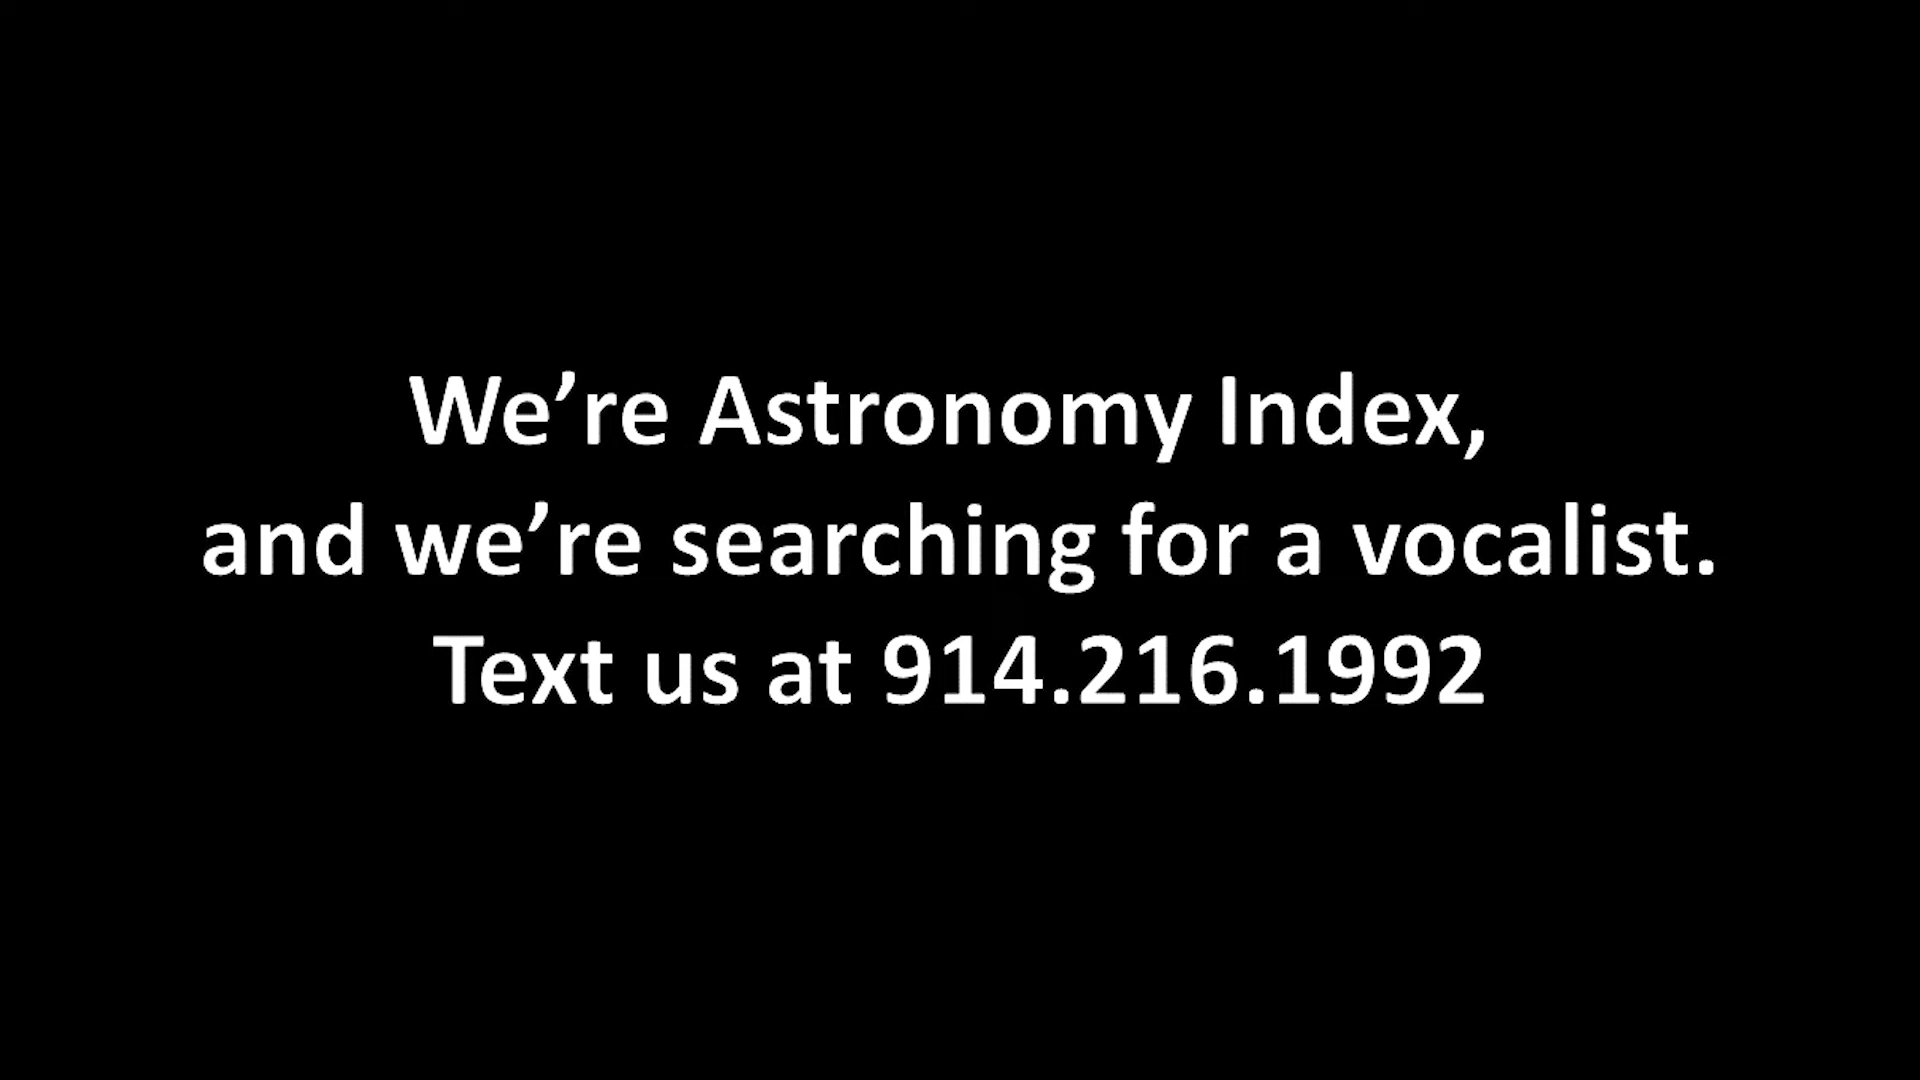 We’re Astronomy Index,
and we’re searching for a vocalist.
Text us at 914.216.1992